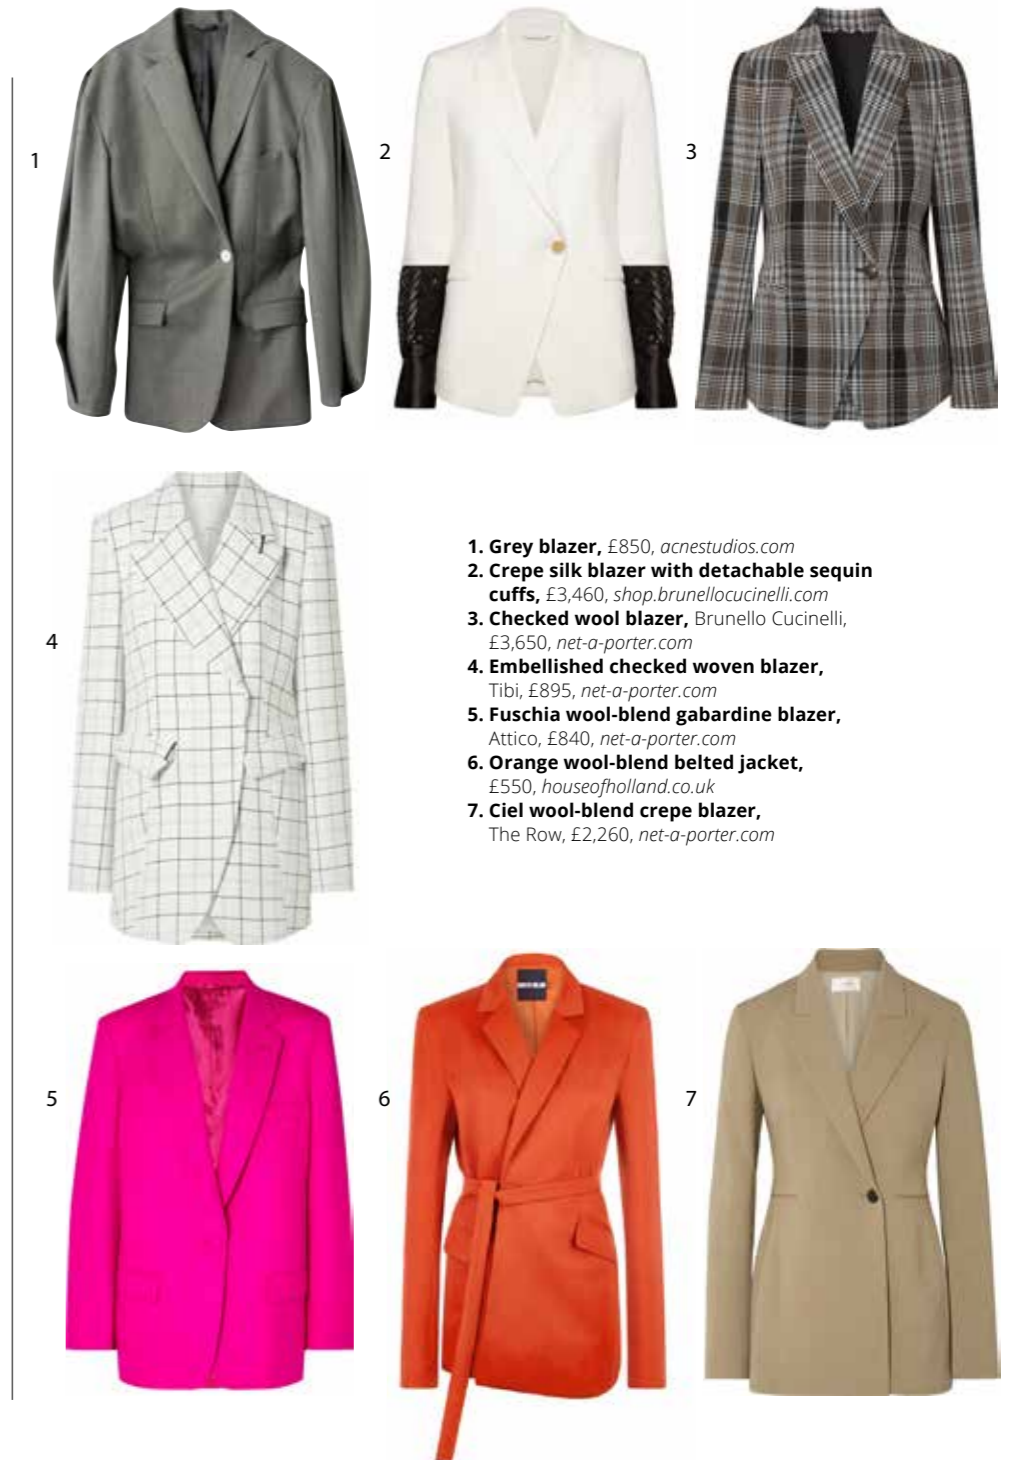 1
2
3
4
1. Grey blazer, £850, acnestudios.com
2. Crepe silk blazer with detachable sequin
cuffs, £3,460, shop.brunellocucinelli.com
3. Checked wool blazer, Brunello Cucinelli,
£3,650, net-a-porter.com
4. Embellished checked woven blazer,
Tibi, £895, net-a-porter.com
5. Fuschia wool-blend gabardine blazer,
Attico, £840, net-a-porter.com
6. Orange wool-blend belted jacket,
£550, houseofholland.co.uk
7. Ciel wool-blend crepe blazer,
The Row, £2,260, net-a-porter.com
5
6
7